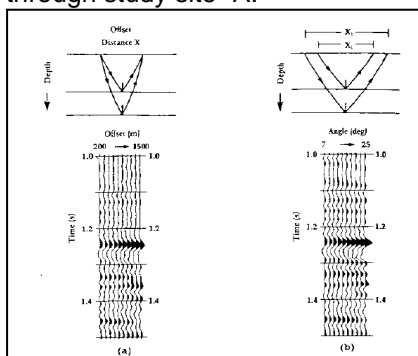 through study site "A.
Offset
Distance X
Depth
Offset (m)
200 1500
1.0 1.0
Time (s)
1.2 1.2
1.4 1.4
(a)
Depth
Angle (deg)
7 25
1.0 1.0
Time (s)
1.2 1.2
1.4 1.4
(b)